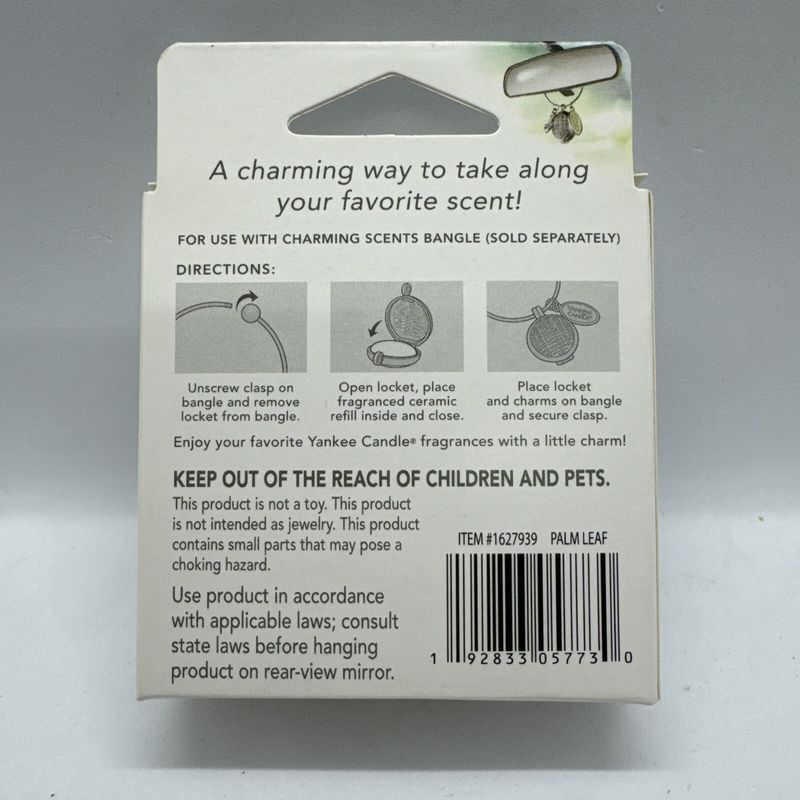 A charming way to take along
your favorite scent!
FOR USE WITH CHARMING SCENTS BANGLE (SOLD SEPARATELY)
DIRECTIONS:
Unscrew clasp on
bangle and remove
locket from bangle.
Open locket, place
fragranced ceramic
refill inside and close.
Place locket
and charms on bangle
and secure clasp.
Enjoy your favorite Yankee Candle® fragrances with a little charm!
KEEP OUT OF THE REACH OF CHILDREN AND PETS.
This product is not a toy. This product
is not intended as jewelry. This product
contains small parts that may pose a
choking hazard.
Use product in accordance
with applicable laws; consult
state laws before hanging
product on rear-view mirror.
ITEM #1627939 PALM LEAF
1 92833 05773 0